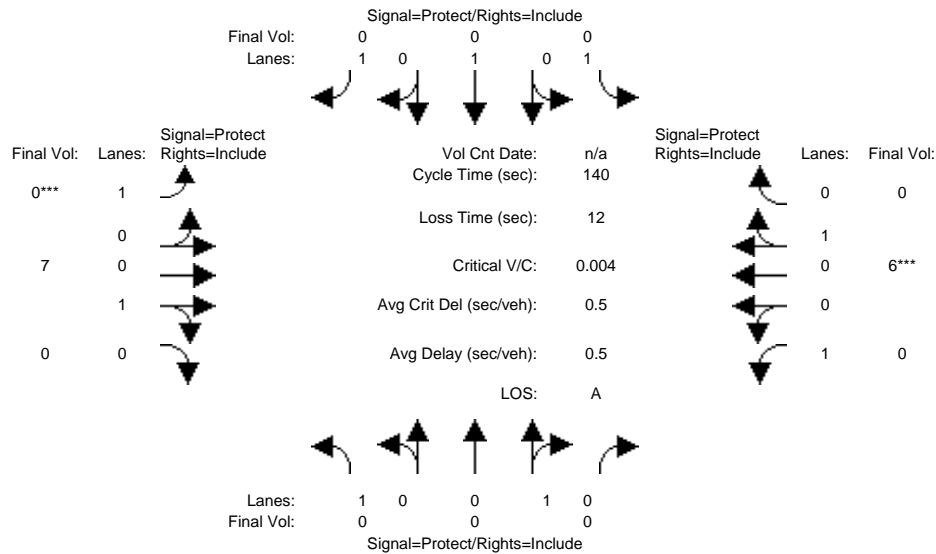 Signal=Protect/Rights=Include
Final Vol: 0 0 0
Lanes: 1 0 1 0 1
Signal=Protect Signal=Protect
Final Vol: Lanes: Rights=Include Vol Cnt Date: n/a Rights=Include Lanes: Final Vol:
Cycle Time (sec): 140
0*** 1 0 0
Loss Time (sec): 12
0 1
7 0 Critical V/C: 0.004 0 6***
1 Avg Crit Del (sec/veh): 0.5 0
0 0 Avg Delay (sec/veh): 0.5 1 0
LOS: A
Lanes: 1 0 0 1 0
Final Vol: 0 0 0
Signal=Protect/Rights=Include